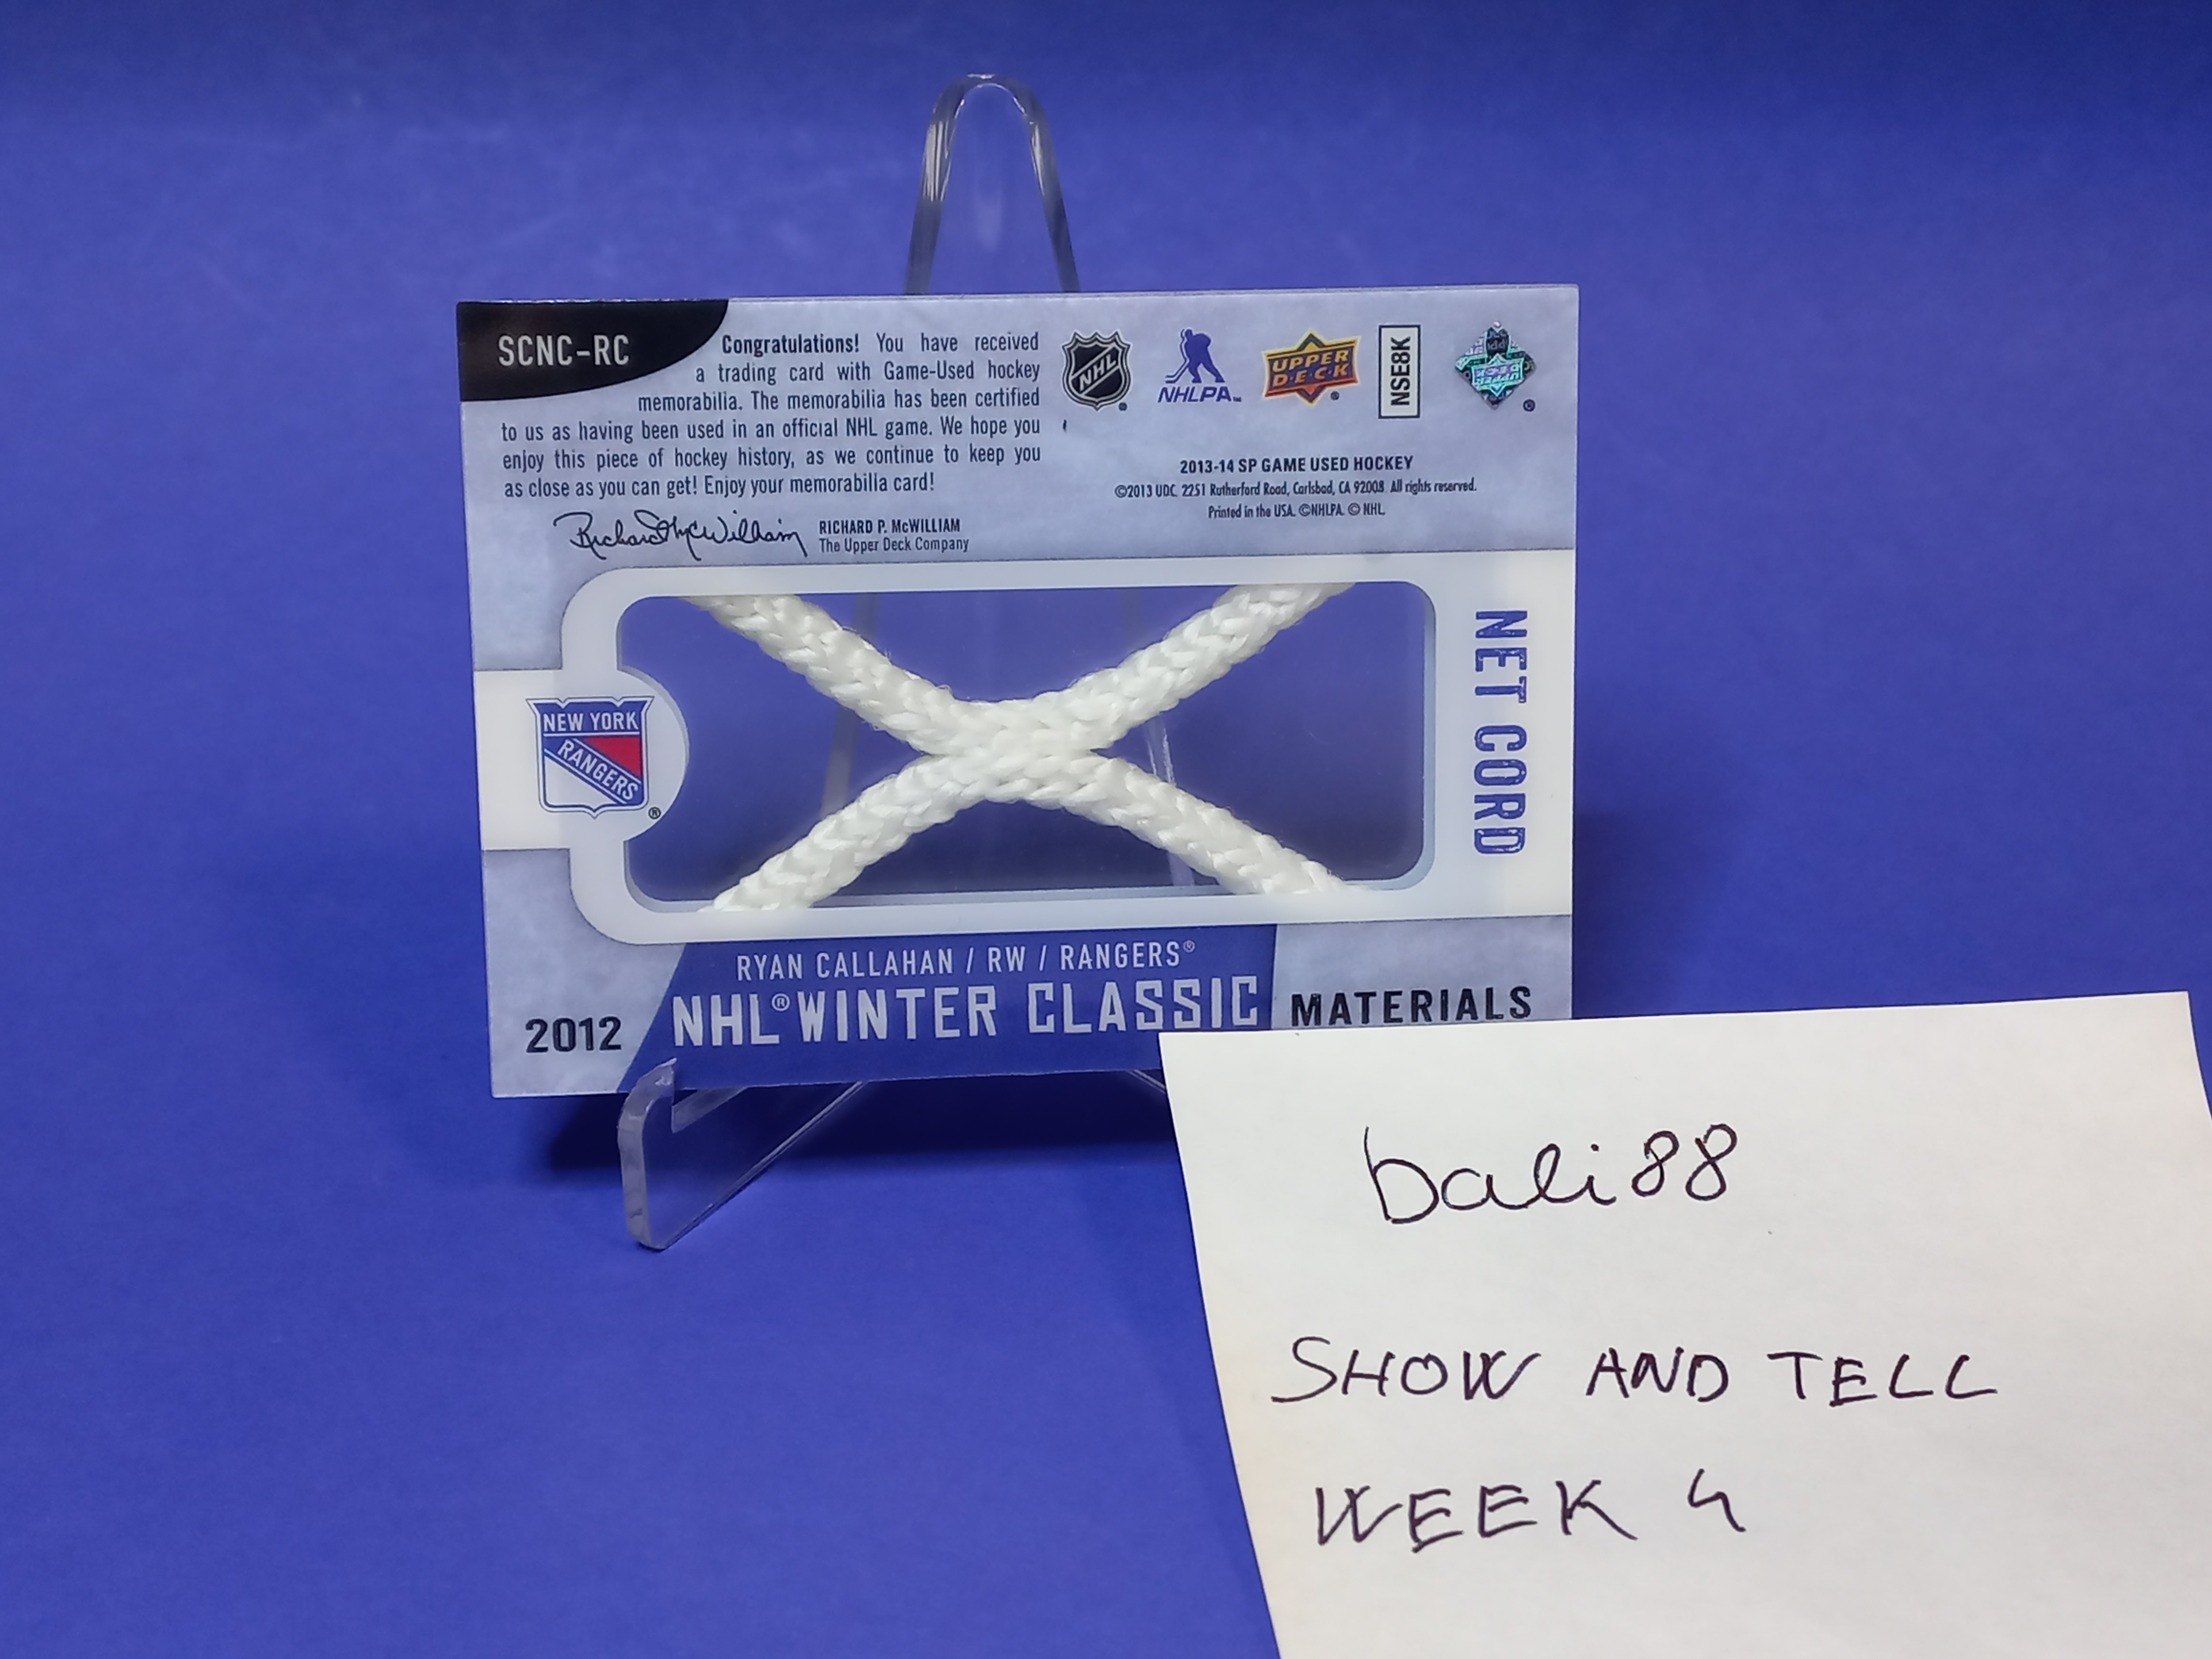 SCNC-RC
Congratulations! You have received
a trading card with Game-Used hockey
memorabilia. The memorabilia has been certified
to us as having been used in an official NHL game. We hope you
enjoy this piece of hockey history, as we continue to keep you
as close as you can get! Enjoy your memorabilia card!
Richard McWilliam
RICHARD P. McWILLIAM
The Upper Deck Company
NHL ®
NHLPA™
UPPER DECK ®
NSE8K
®
2013-14 SP GAME USED HOCKEY
©2013 UDC. 2251 Rutherford Road, Carlsbad, CA 92008. All rights reserved.
Printed in the USA. ©NHLPA. © NHL.
NEW YORK
RANGERS
®
NET CORD
RYAN CALLAHAN / RW / RANGERS®
2012 NHL® WINTER CLASSIC MATERIALS
bali88
SHOW AND TELL
WEEK 4